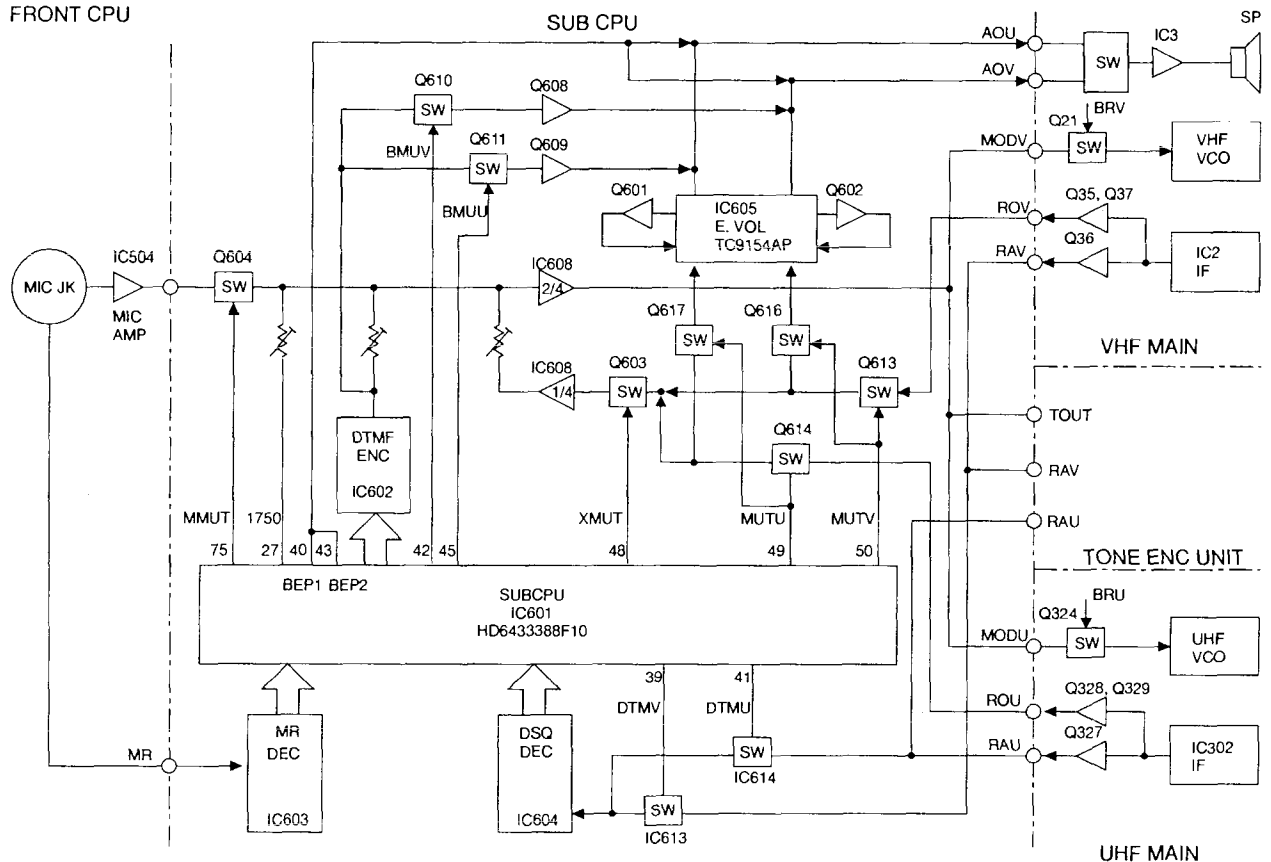 FRONT CPU
SUB CPU
SP
AOU
AOV
SW
IC3
Q610
SW
Q608
BMUV
Q611
SW
Q609
BMUU
Q21
BRV
MODV
SW
VHF
VCO
Q601
IC605
E. VOL
TC9154AP
Q602
ROV
Q35, Q37
RAV
Q36
IC2
IF
MIC JK
IC504
MIC
AMP
Q604
SW
IC608
2/4
Q617
SW
Q616
SW
VHF MAIN
IC608
1/4
Q603
SW
Q613
SW
Q614
SW
TOUT
RAV
RAU
TONE ENC UNIT
DTMF
ENC
IC602
MMUT
1750
XMUT
MUTU
MUTV
75
27
40
43
42
45
48
49
50
BEP1 BEP2
SUBCPU
IC601
HD6433388F10
Q324
BRU
MODU
SW
UHF
VCO
39
41
DTMV
DTMU
ROU
Q328, Q329
RAU
Q327
IC302
IF
MR
MR
DEC
IC603
DSQ
DEC
IC604
SW
IC614
SW
IC613
UHF MAIN